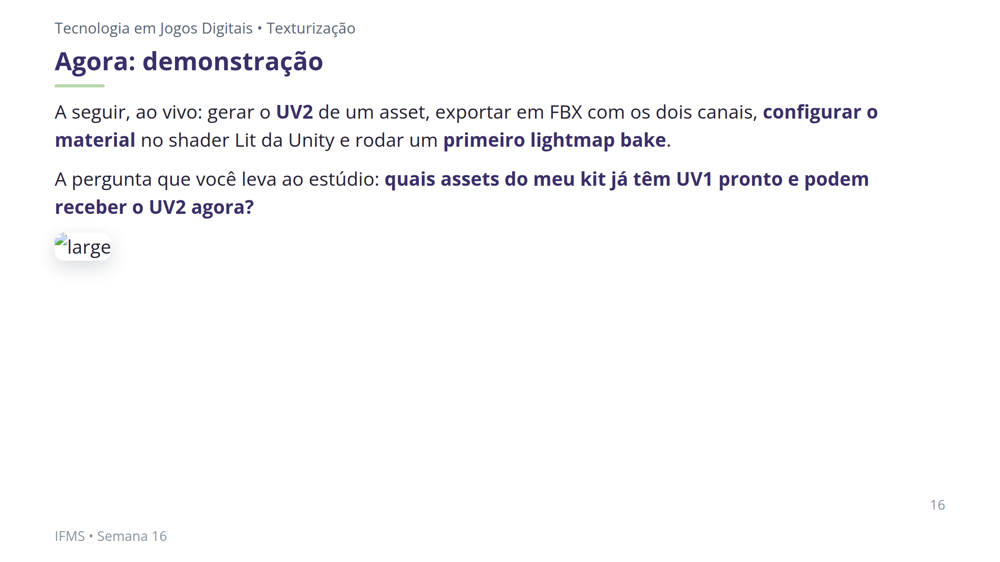 Tecnologia em Jogos Digitais • Texturização
Agora: demonstração
A seguir, ao vivo: gerar o UV2 de um asset, exportar em FBX com os dois canais, configurar o
material no shader Lit da Unity e rodar um primeiro lightmap bake.
A pergunta que você leva ao estúdio: quais assets do meu kit já têm UV1 pronto e podem
receber o UV2 agora?
large
16
IFMS • Semana 16